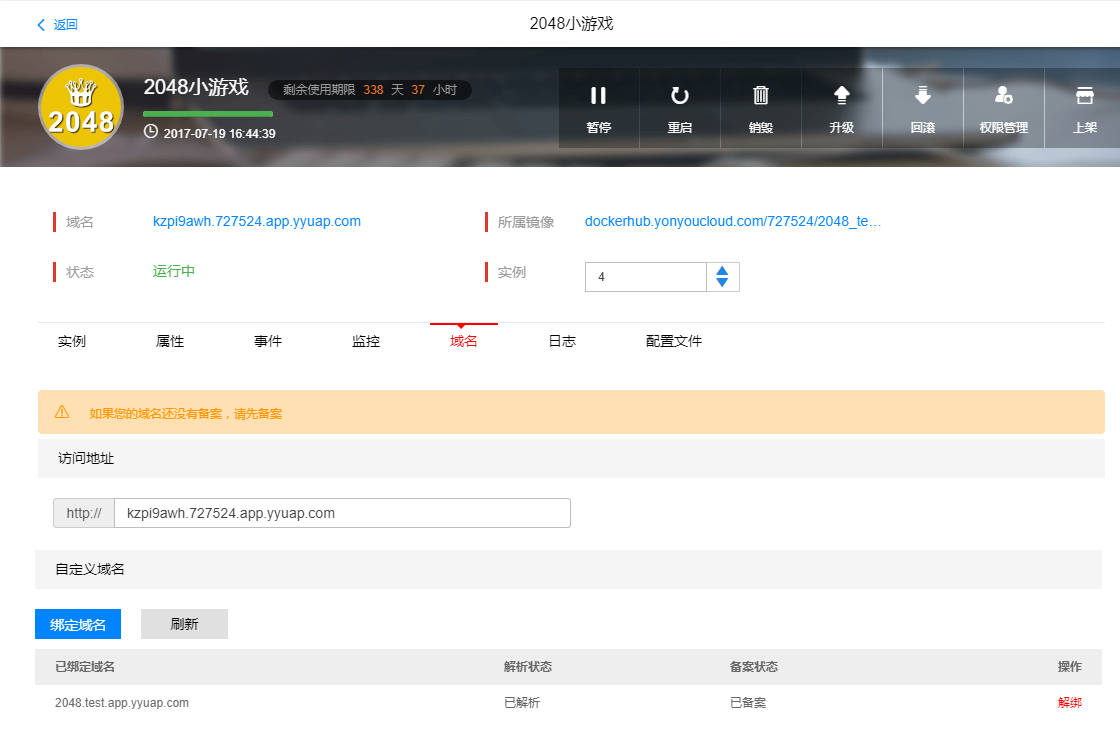 返回
2048小游戏
2048
2048小游戏
剩余使用期限 338 天 37 小时
2017-07-19 16:44:39
暂停 重启 销毁 升级 回滚 权限管理 上架
域名 kzpi9awh.727524.app.yyuap.com 所属镜像 dockerhub.yonyoucloud.com/727524/2048_te...
状态 运行中 实例 4
实例 属性 事件 监控 域名 日志 配置文件
如果您的域名还没有备案，请先备案
访问地址
http:// kzpi9awh.727524.app.yyuap.com
自定义域名
绑定域名 刷新
已绑定域名 解析状态 备案状态 操作
2048.test.app.yyuap.com 已解析 已备案 解绑